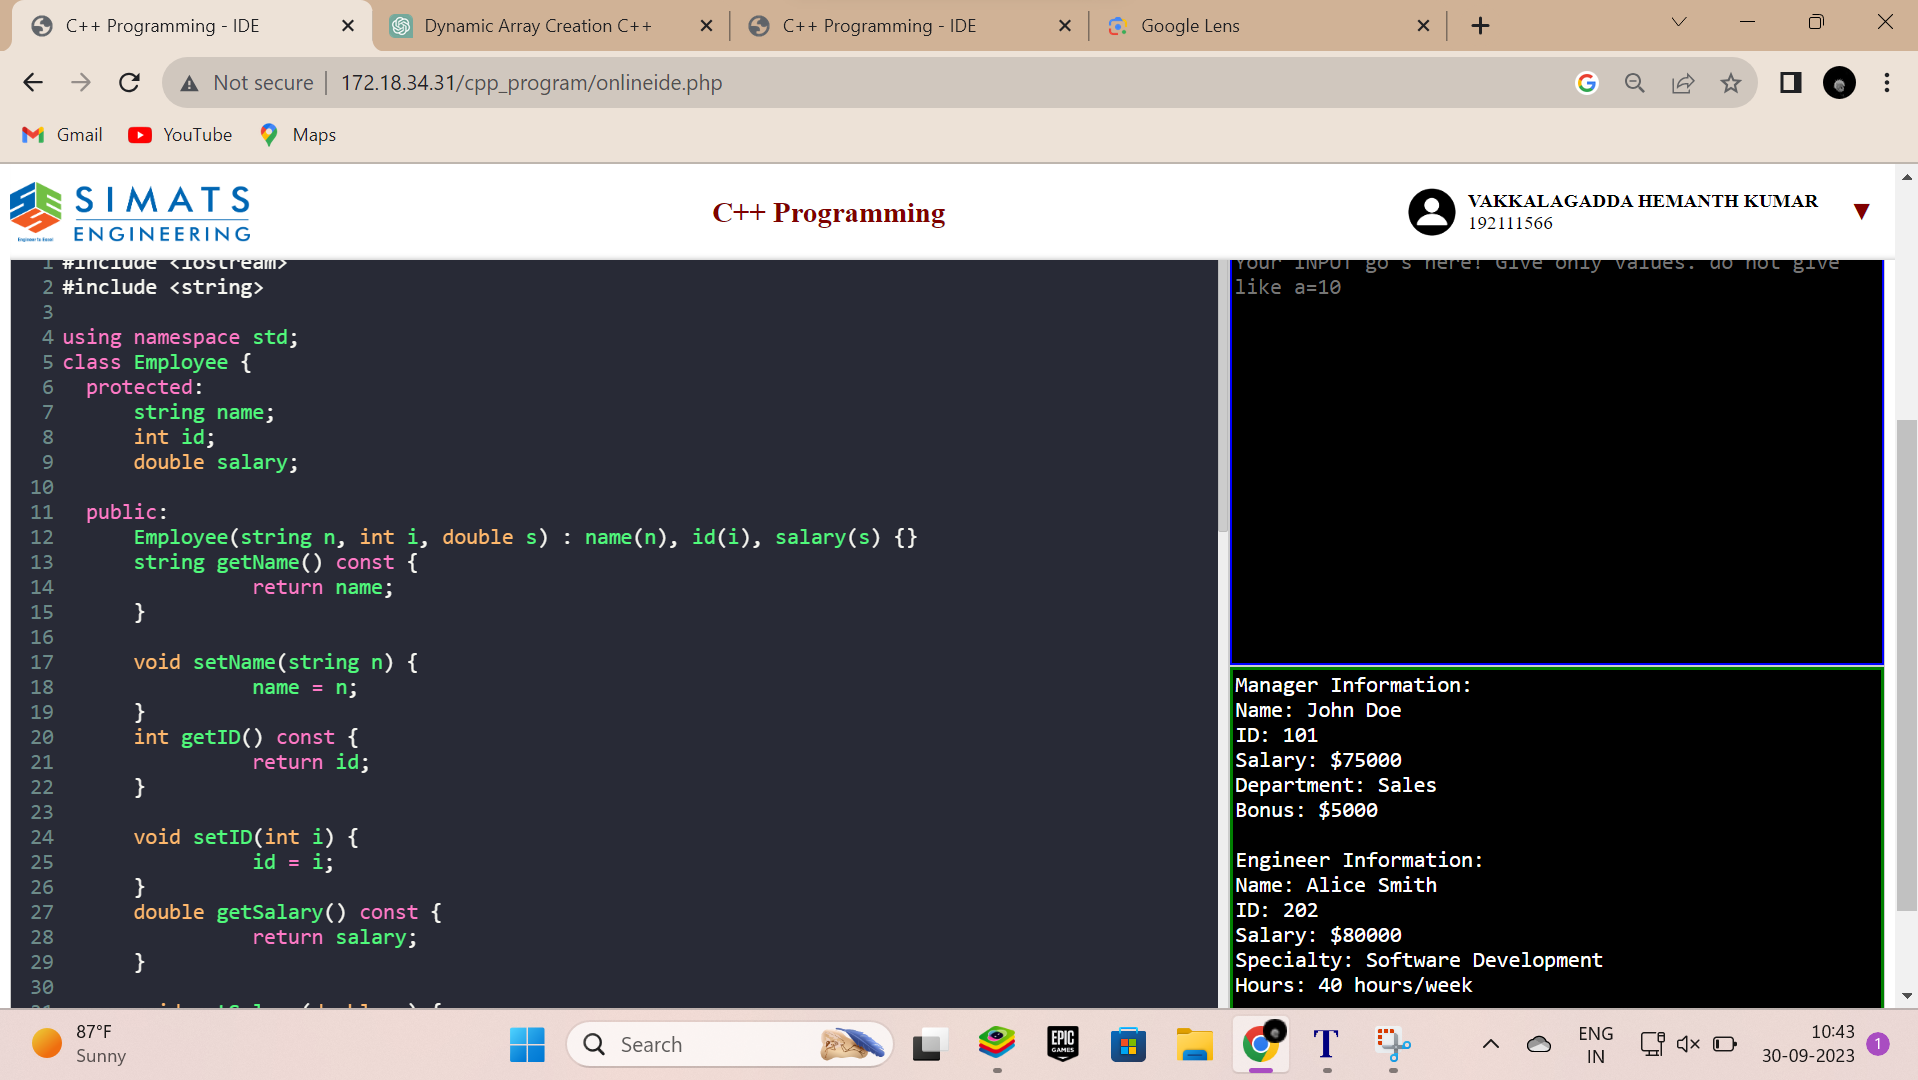 C++ Programming - IDE
Dynamic Array Creation C++
C++ Programming - IDE
Google Lens
Not secure
172.18.34.31/cpp_program/onlineide.php
Gmail
YouTube
Maps
SIMATS
ENGINEERING
Engineer to Excel
C++ Programming
VAKKALAGADDA HEMANTH KUMAR
192111566
1 #include <iostream>
2 #include <string>
3
4 using namespace std;
5 class Employee {
6 protected:
7 string name;
8 int id;
9 double salary;
10
11 public:
12 Employee(string n, int i, double s) : name(n), id(i), salary(s) {}
13 string getName() const {
14 return name;
15 }
16
17 void setName(string n) {
18 name = n;
19 }
20 int getID() const {
21 return id;
22 }
23
24 void setID(int i) {
25 id = i;
26 }
27 double getSalary() const {
28 return salary;
29 }
30
Your INPUT go's here! Give only values. do not give
like a=10
Manager Information:
Name: John Doe
ID: 101
Salary: $75000
Department: Sales
Bonus: $5000
Engineer Information:
Name: Alice Smith
ID: 202
Salary: $80000
Specialty: Software Development
Hours: 40 hours/week
87°F
Sunny
Search
EPIC
GAMES
T
ENG
IN
10:43
30-09-2023
1